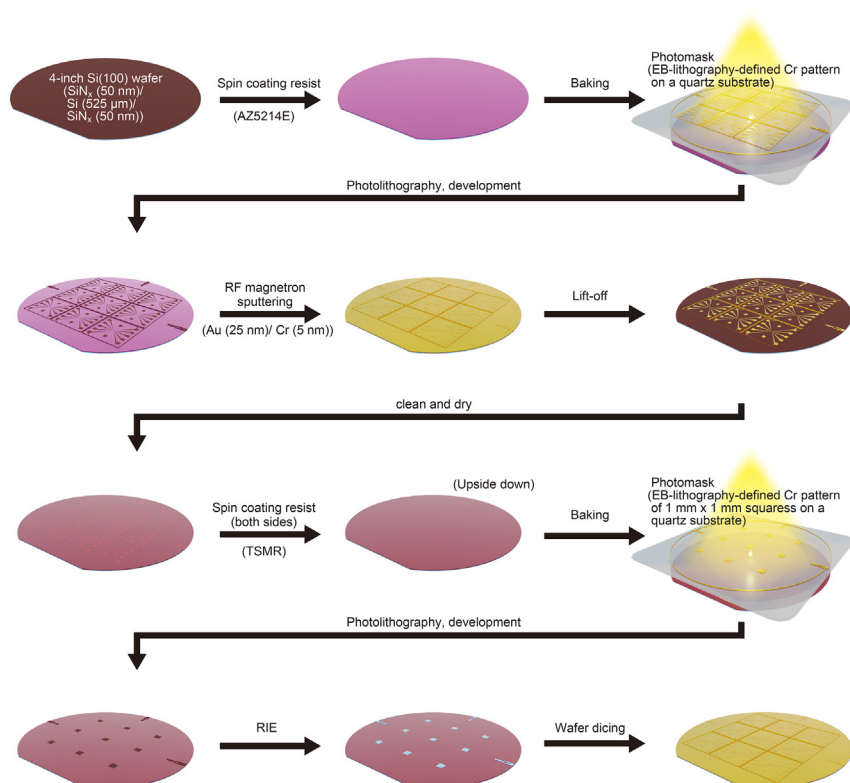 4-inch Si(100) wafer
(SiNx (50 nm)/
Si (525 μm)/
SiNx (50 nm))
Spin coating resist
(AZ5214E)
Baking
Photomask
(EB-lithography-defined Cr pattern
on a quartz substrate)
Photolithography, development
RF magnetron
sputtering
(Au (25 nm)/ Cr (5 nm))
Lift-off
clean and dry
Spin coating resist
(both sides)
(TSMR)
(Upside down)
Baking
Photomask
(EB-lithography-defined Cr pattern
of 1 mm x 1 mm squaress on a
quartz substrate)
Photolithography, development
RIE
Wafer dicing